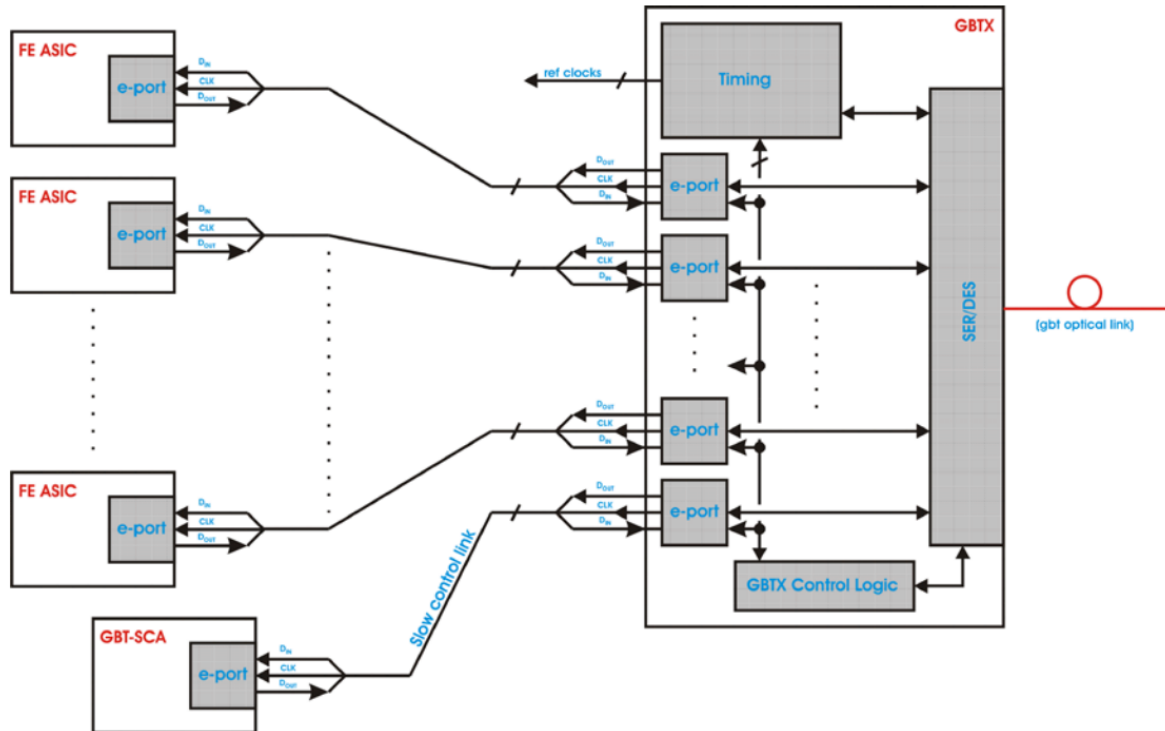 FE ASIC
e-port
DIN
CLK
DOUT
FE ASIC
e-port
DIN
CLK
DOUT
FE ASIC
e-port
DIN
CLK
DOUT
GBT-SCA
e-port
DIN
CLK
DOUT
Slow control link
ref clocks
GBTX
Timing
DOUT
CLK
DIN
e-port
DOUT
CLK
DIN
e-port
DOUT
CLK
DIN
e-port
DOUT
CLK
DIN
e-port
GBTX Control Logic
SER/DES
(gbt optical link)